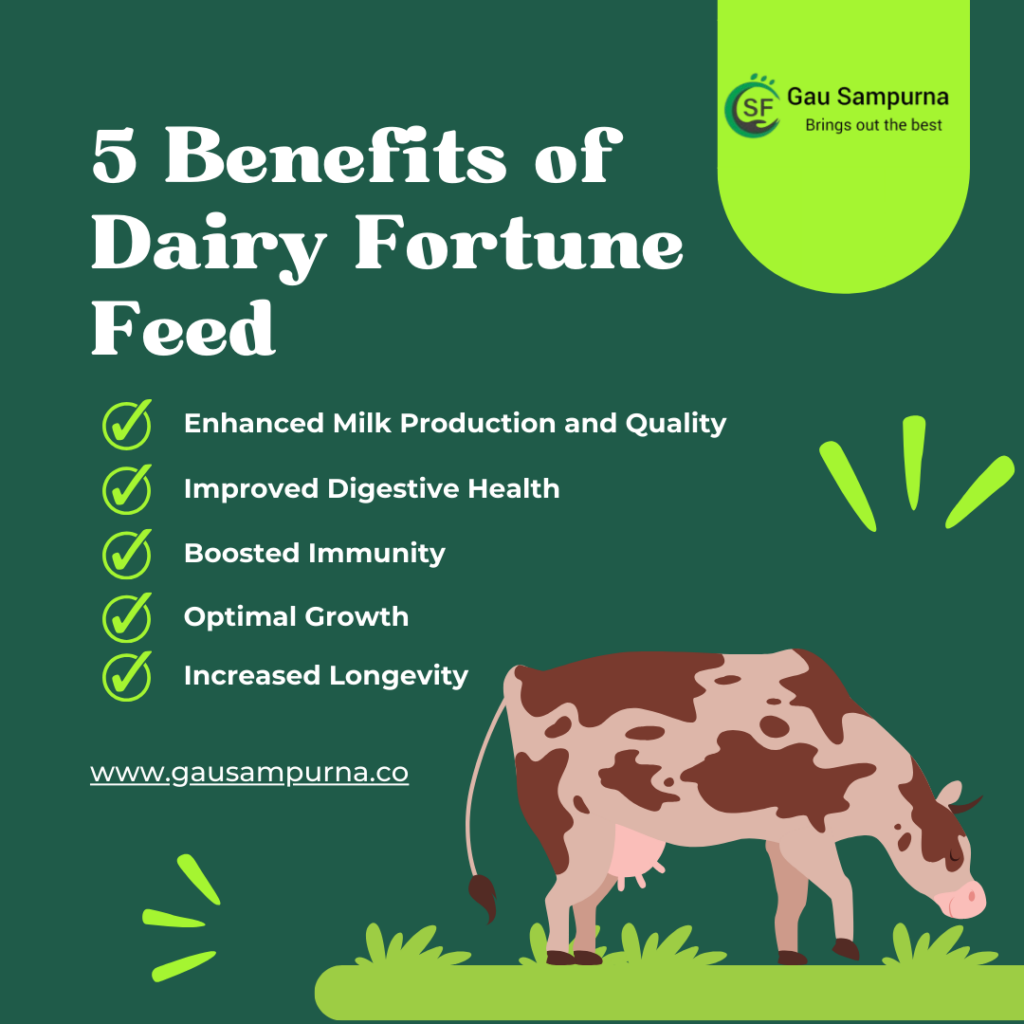 SF
Gau Sampurna
Brings out the best
5 Benefits of
Dairy Fortune
Feed
Enhanced Milk Production and Quality
Improved Digestive Health
Boosted Immunity
Optimal Growth
Increased Longevity
www.gausampurna.co